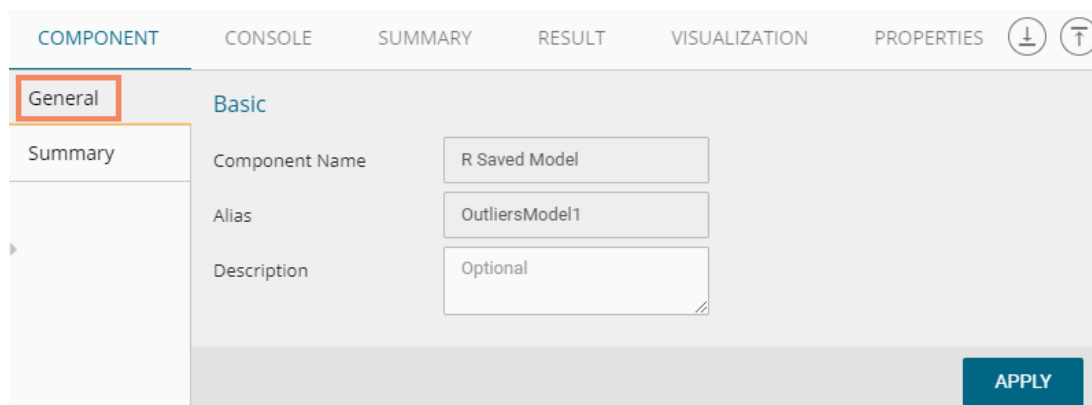 COMPONENT CONSOLE SUMMARY RESULT VISUALIZATION PROPERTIES
General
Summary
Basic
Component Name R Saved Model
Alias OutliersModel1
Description Optional
APPLY